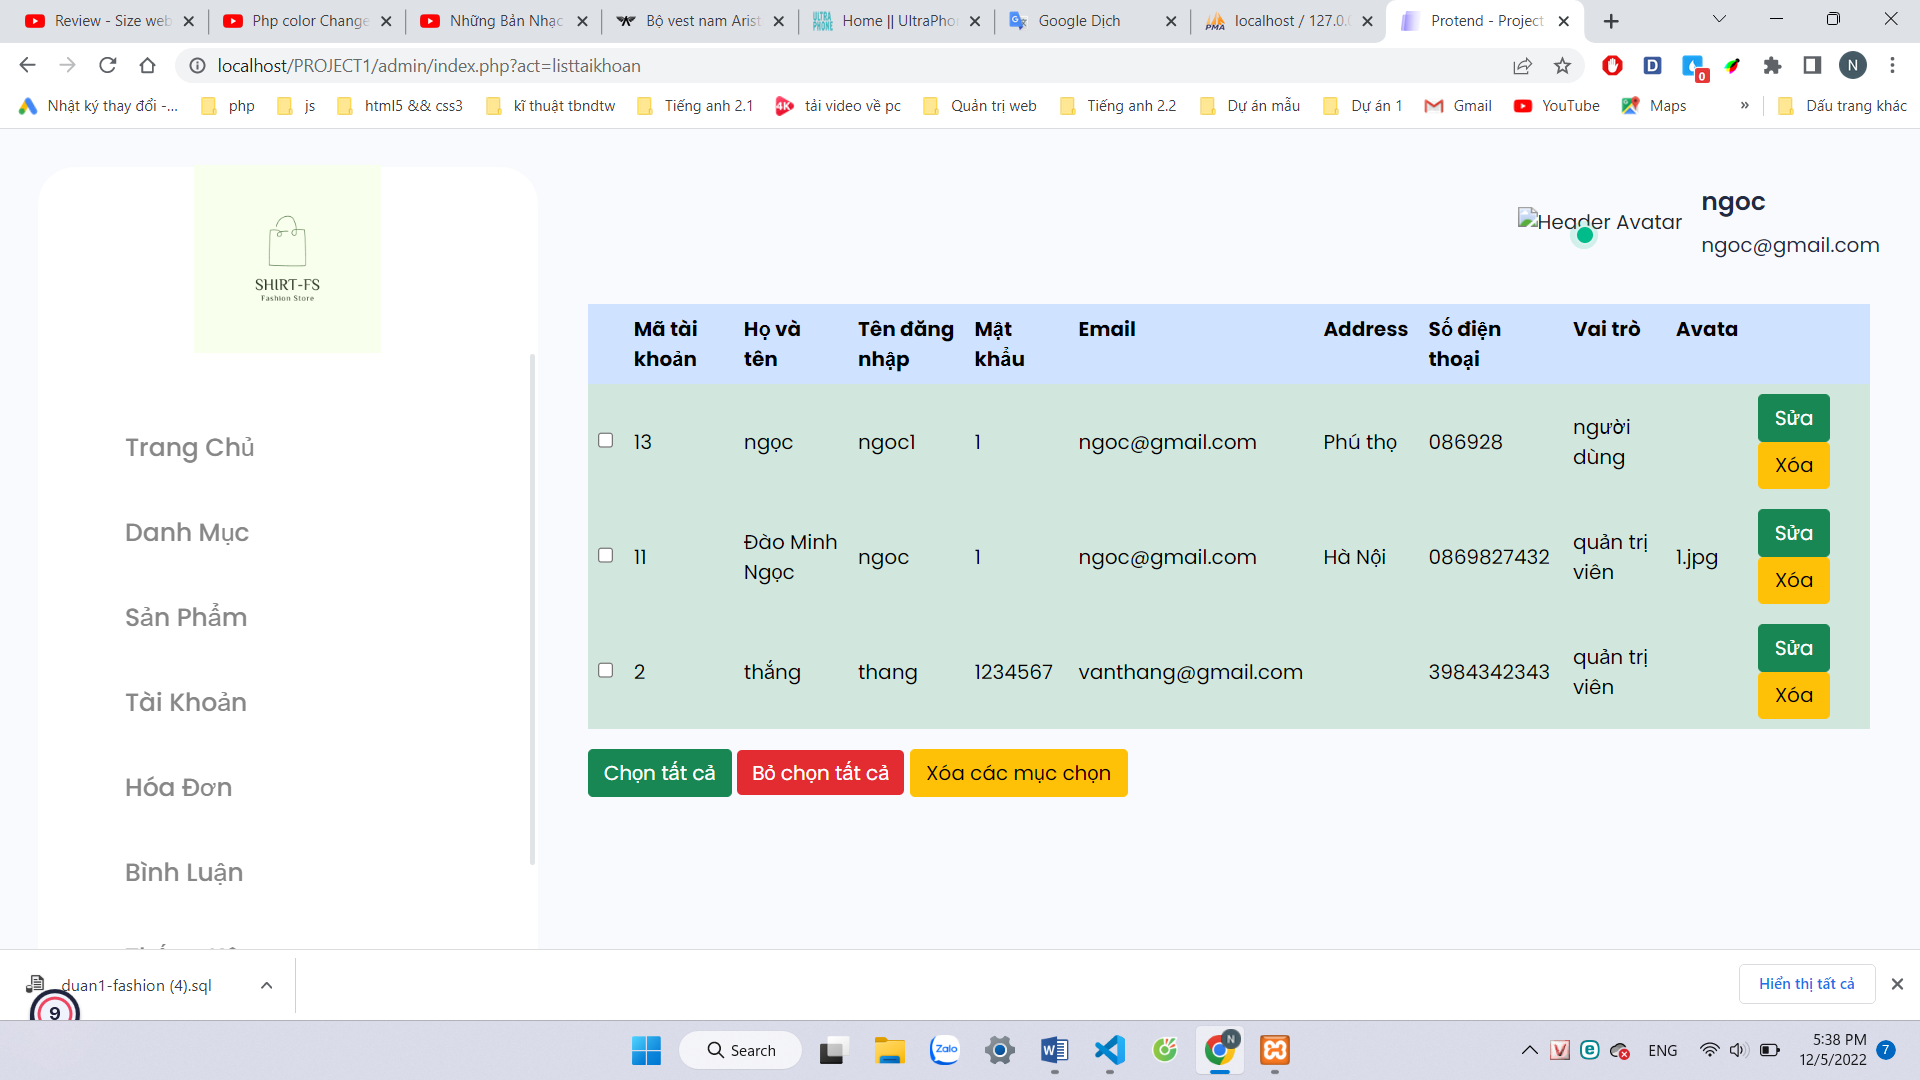 Review - Size web
Php color Change
Những Bản Nhạc
Bộ vest nam Arist
Home || UltraPho
Google Dịch
localhost / 127.0.0
Protend - Project
localhost/PROJECT1/admin/index.php?act=listtaikhoan
N
0
Nhật ký thay đổi -...
php
js
html5 && css3
kĩ thuật tbndtw
Tiếng anh 2.1
tải video về pc
Quản trị web
Tiếng anh 2.2
Dự án mẫu
Dự án 1
Gmail
YouTube
Maps
»
Dấu trang khác
SHIRT-FS
Fashion Store
Header Avatar
ngoc
ngoc@gmail.com
Trang Chủ
Danh Mục
Sản Phẩm
Tài Khoản
Hóa Đơn
Bình Luận
Mã tài khoản Họ và tên Tên đăng nhập Mật khẩu Email Address Số điện thoại Vai trò Avata
13 ngọc ngoc1 1 ngoc@gmail.com Phú thọ 086928 người dùng Sửa Xóa
11 Đào Minh Ngọc ngoc 1 ngoc@gmail.com Hà Nội 0869827432 quản trị viên 1.jpg Sửa Xóa
2 thắng thang 1234567 vanthang@gmail.com 3984342343 quản trị viên Sửa Xóa
Chọn tất cả Bỏ chọn tất cả Xóa các mục chọn
duan1-fashion (4).sql
9
Hiển thị tất cả
Search
Zalo
N
ENG
5:38 PM
12/5/2022
7